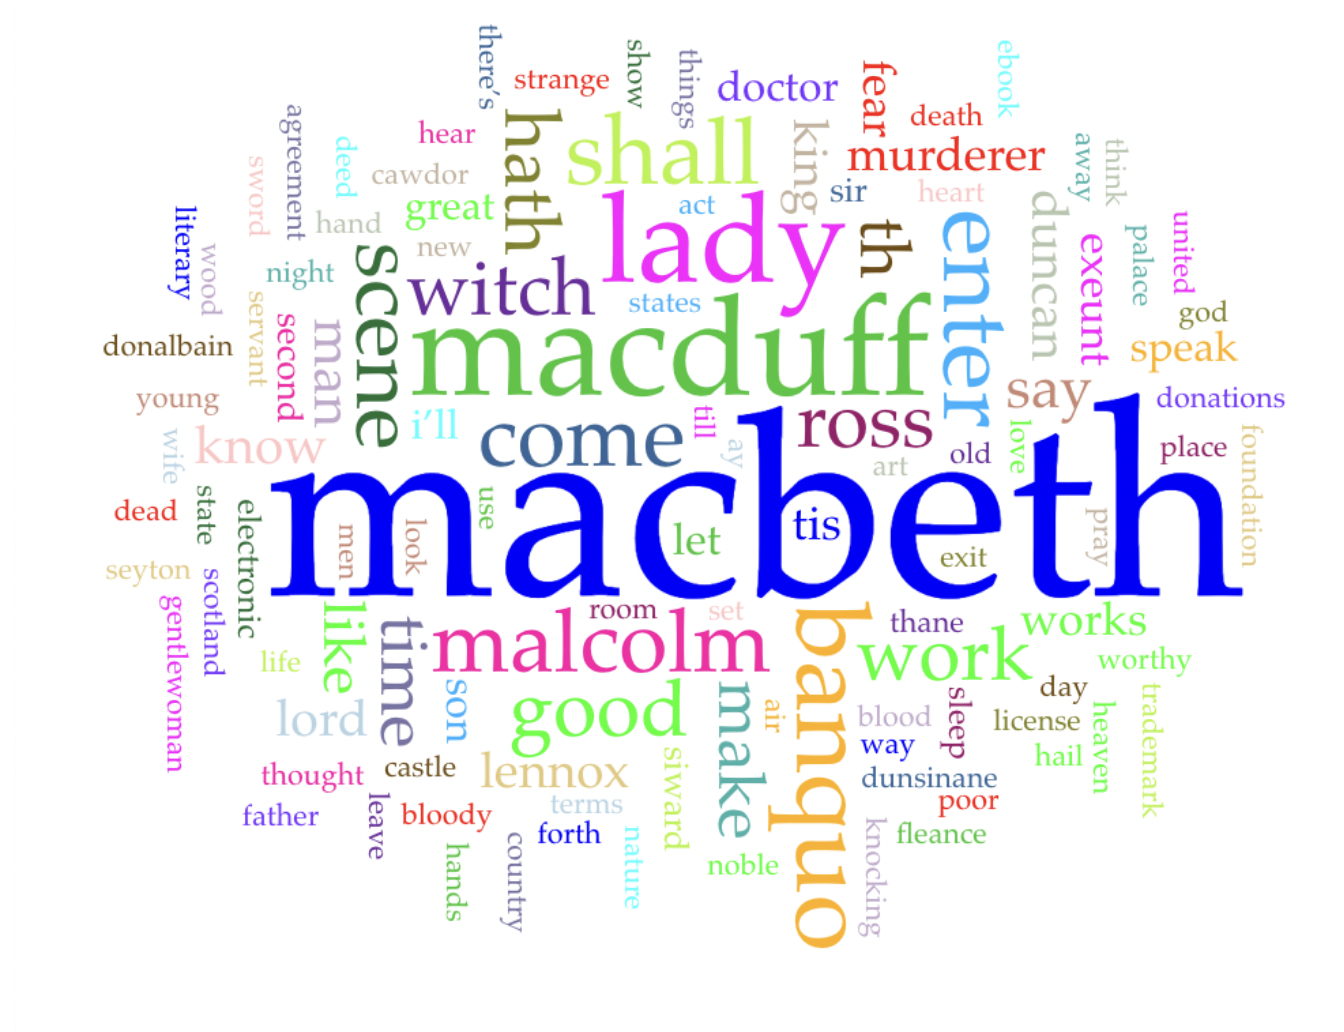 there's
strange
show
things
doctor
fear
ebook
agreement
hear
deed
hath
shall
king
death
murderer
away
think
sword
cawdor
great
hand
act
sir
heart
literary
wood
new
lady
th
enter
duncan
united
palace
exeunt
night
scene
witch
states
god
servant
second
man
macduff
speak
donalbain
young
say
donations
i'll
till
ross
wife
know
come
ay
art
old
love
place
foundation
macbeth
dead
state
electronic
use
men
look
let
tis
exit
pray
seyton
gentlewoman
scotland
like
time
room
set
malcolm
banquo
thane
works
work
worthy
life
lord
son
good
make
air
blood
sleep
day
license
heaven
trademark
way
hail
thought
castle
lennox
siward
dunsinane
poor
father
leave
bloody
terms
forth
nature
fleance
knocking
hands
country
noble